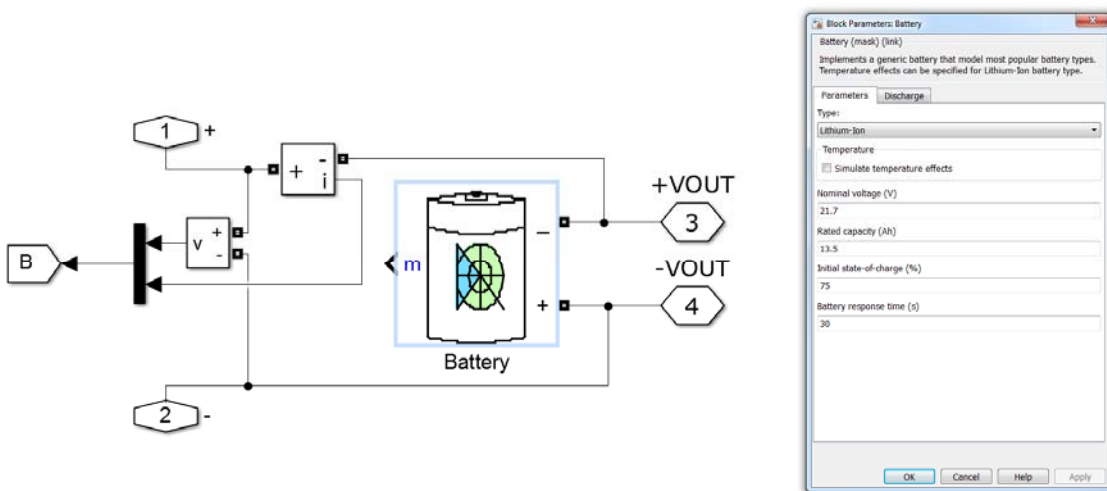 1
+
+
-
i
+VOUT
3
-VOUT
4
B
v
+
-
m
−
+
Battery
2
-
Block Parameters: Battery
Battery (mask) (link)
Implements a generic battery that model most popular battery types.
Temperature effects can be specified for Lithium-Ion battery type.
Parameters Discharge
Type:
Lithium-Ion
Temperature
Simulate temperature effects
Nominal voltage (V)
21.7
Rated capacity (Ah)
13.5
Initial state-of-charge (%)
75
Battery response time (s)
30
OK Cancel Help Apply